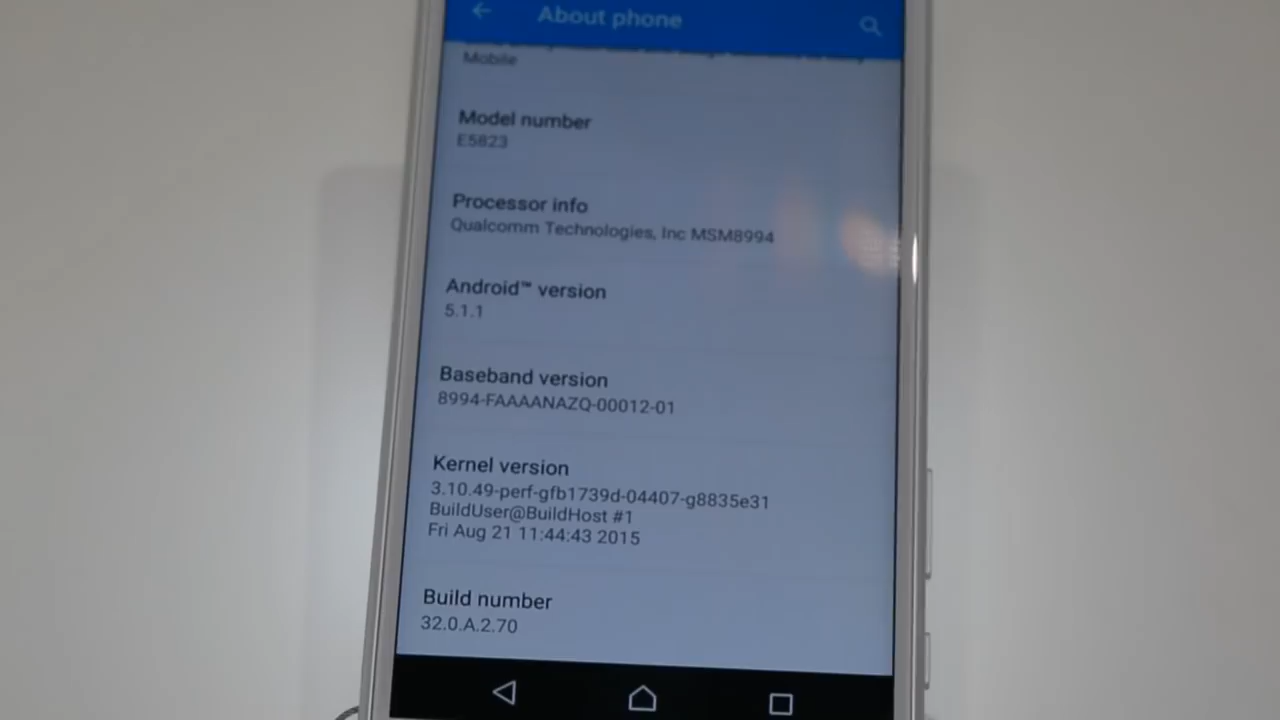 About phone
Mobile
Model number
E5823
Processor info
Qualcomm Technologies, Inc MSM8994
Android™ version
5.1.1
Baseband version
8994-FAAAANAZQ-00012-01
Kernel version
3.10.49-perf-gfb1739d-04407-g8835e31
BuildUser@BuildHost #1
Fri Aug 21 11:44:43 2015
Build number
32.0.A.2.70